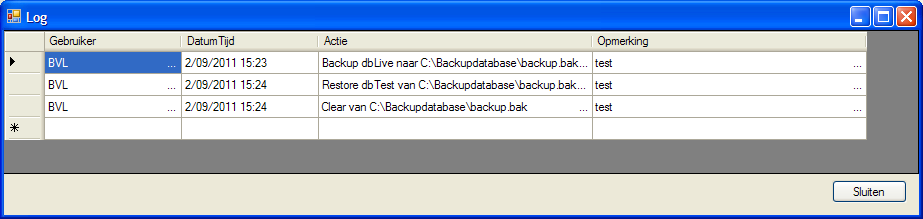 Log
Gebruiker DatumTijd Actie Opmerking
BVL ... 2/09/2011 15:23 Backup dbLive naar C:\Backupdatabase\backup.bak... test ...
BVL ... 2/09/2011 15:24 Restore dbTest van C:\Backupdatabase\backup.bak... test ...
BVL ... 2/09/2011 15:24 Clear van C:\Backupdatabase\backup.bak ... test ...
Sluiten